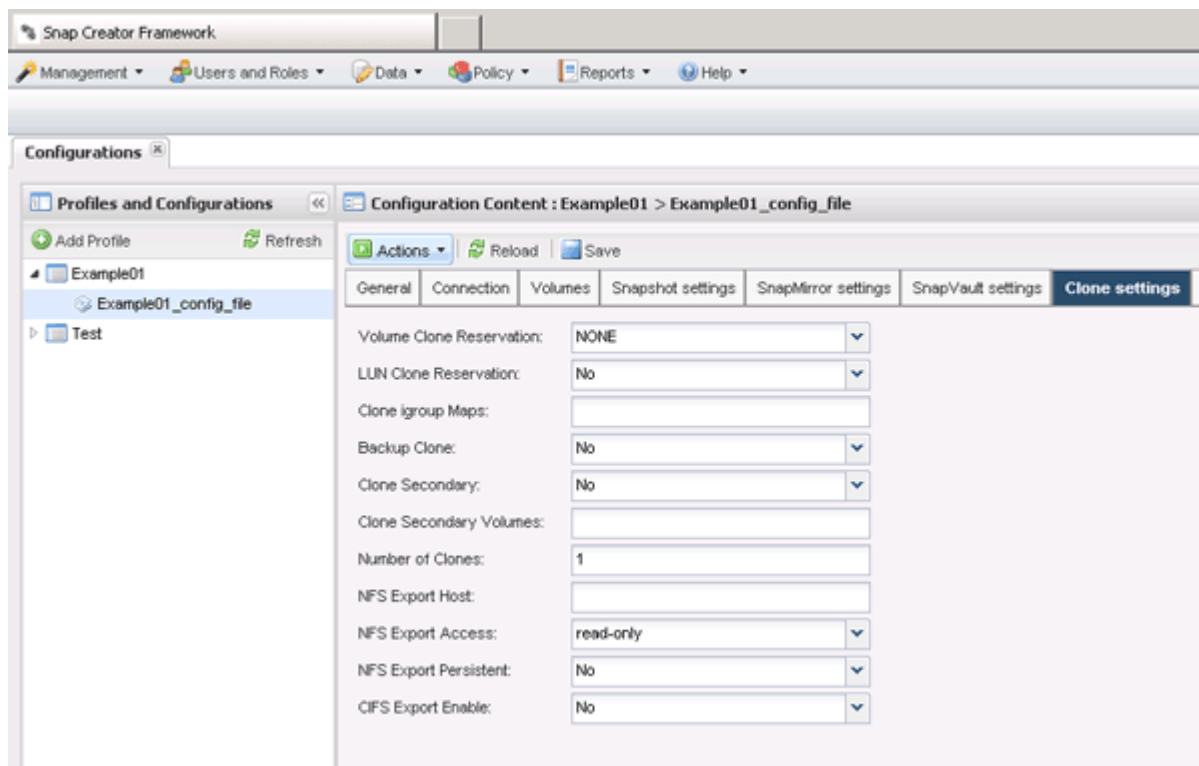 Snap Creator Framework
Management Users and Roles Data Policy Reports Help
Configurations
Profiles and Configurations
Configuration Content : Example01 > Example01_config_file
Add Profile Refresh
Actions Reload Save
Example01
Example01_config_file
Test
General Connection Volumes Snapshot settings SnapMirror settings SnapVault settings Clone settings
Volume Clone Reservation: NONE
LUN Clone Reservation: No
Clone igroup Maps:
Backup Clone: No
Clone Secondary: No
Clone Secondary Volumes:
Number of Clones: 1
NFS Export Host:
NFS Export Access: read-only
NFS Export Persistent: No
CIFS Export Enable: No